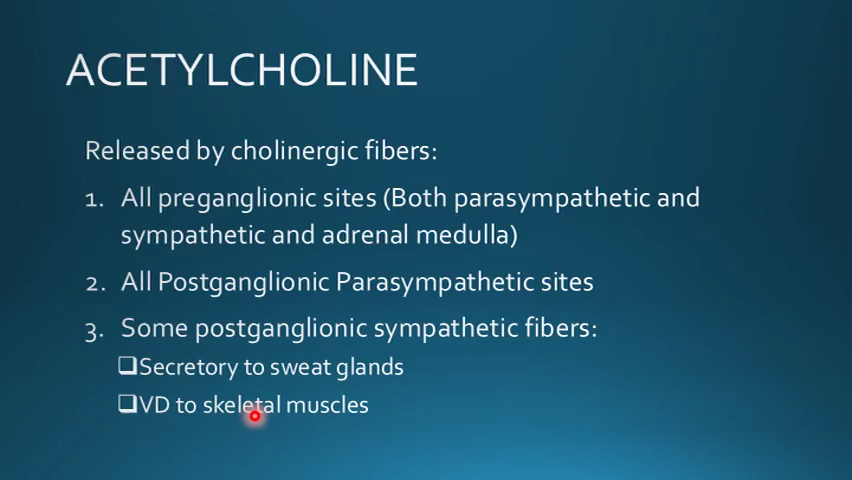 ACETYLCHOLINE
Released by cholinergic fibers:
1. All preganglionic sites (Both parasympathetic and
sympathetic and adrenal medulla)
2. All Postganglionic Parasympathetic sites
3. Some postganglionic sympathetic fibers:
❑Secretory to sweat glands
❑VD to skeletal muscles